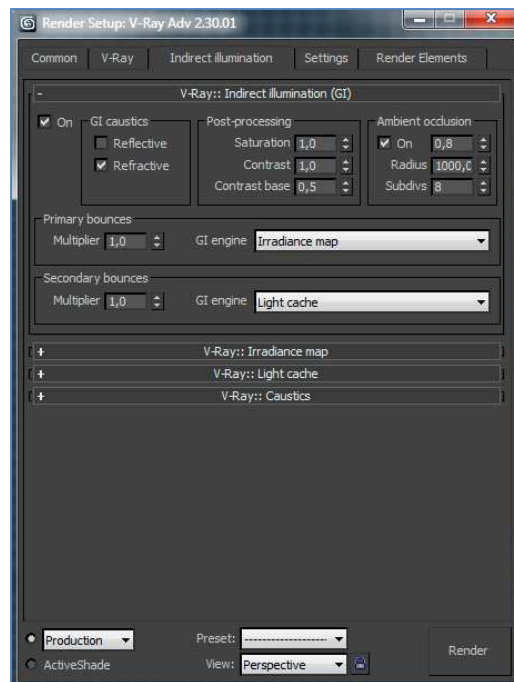 Render Setup: V-Ray Adv 2.30.01
Common V-Ray Indirect illumination Settings Render Elements
- V-Ray:: Indirect illumination (GI)
On GI caustics Post-processing Ambient occlusion
Reflective Saturation 1,0 On 0,8
Refractive Contrast 1,0 Radius 1000,0
Contrast base 0,5 Subdivs 8
Primary bounces
Multiplier 1,0 GI engine Irradiance map
Secondary bounces
Multiplier 1,0 GI engine Light cache
+ V-Ray:: Irradiance map
+ V-Ray:: Light cache
+ V-Ray:: Caustics
Production Preset: -------------------
ActiveShade View: Perspective Render